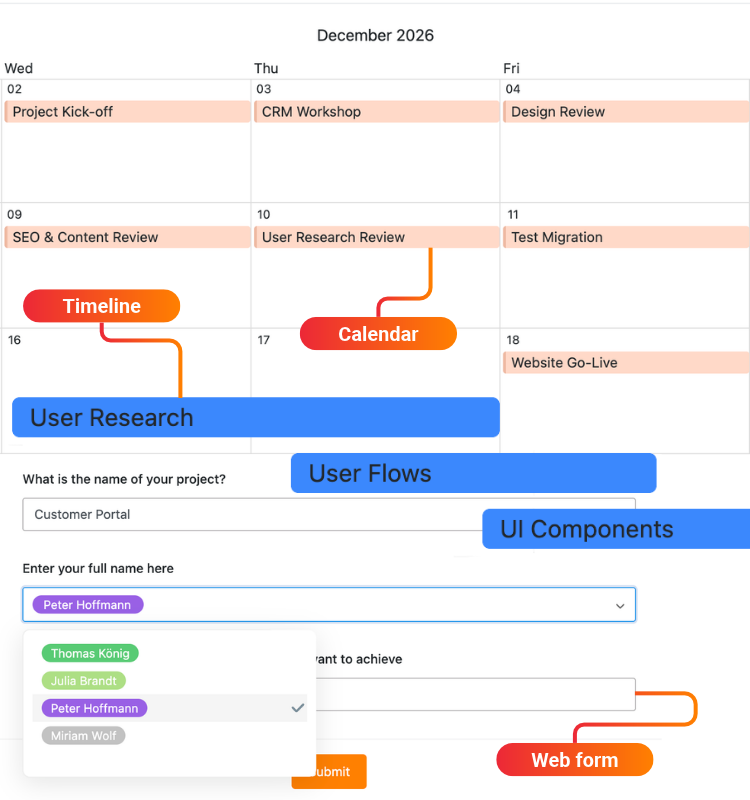 December 2026
Wed Thu Fri
02 03 04
Project Kick-off CRM Workshop Design Review
09 10 11
SEO & Content Review User Research Review Test Migration
Timeline
Calendar
16 17 18
Website Go-Live
User Research
User Flows
What is the name of your project?
Customer Portal
UI Components
Enter your full name here
Peter Hoffmann
Thomas König
to achieve
Julia Brandt
Peter Hoffmann
Miriam Wolf
Web form